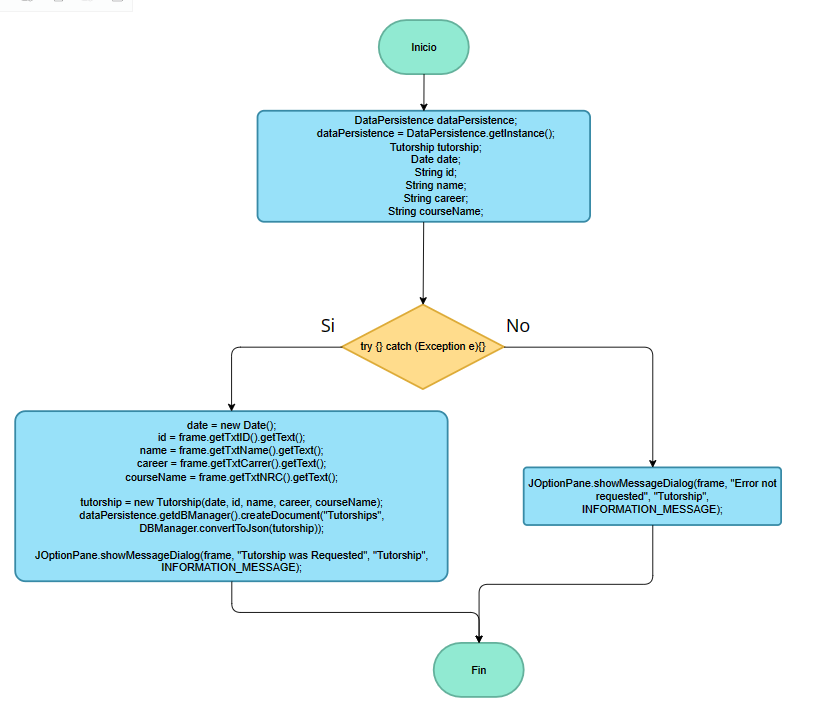 Inicio
DataPersistence dataPersistence;
dataPersistence = DataPersistence.getInstance();
Tutorship tutorship;
Date date;
String id;
String name;
String career;
String courseName;
Si
No
try {} catch (Exception e){}
date = new Date();
id = frame.getTxtID().getText();
name = frame.getTxtName().getText();
career = frame.getTxtCarrer().getText();
courseName = frame.getTxtNRC().getText();
tutorship = new Tutorship(date, id, name, career, courseName);
dataPersistence.getdBManager().createDocument("Tutorships",
DBManager.convertToJson(tutorship));
JOptionPane.showMessageDialog(frame, "Tutorship was Requested", "Tutorship",
INFORMATION_MESSAGE);
JOptionPane.showMessageDialog(frame, "Error not
requested", "Tutorship",
INFORMATION_MESSAGE);
Fin